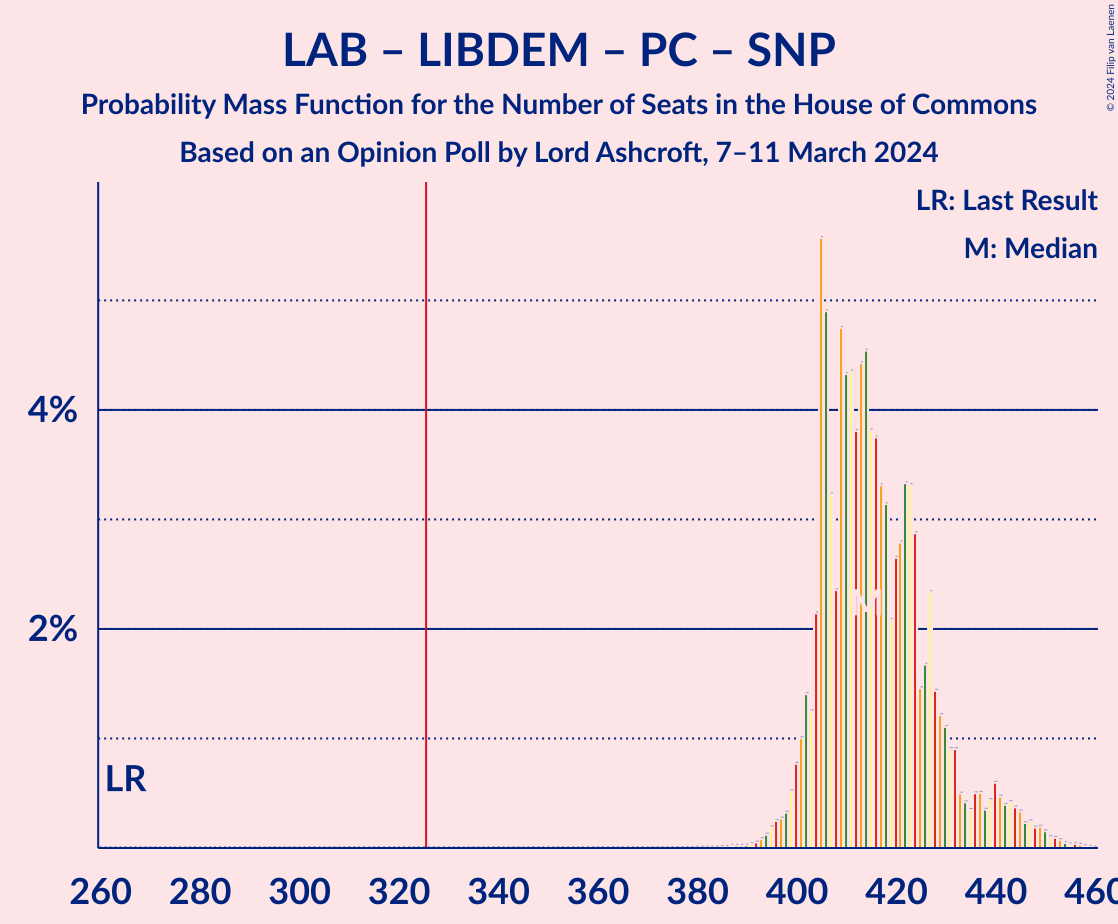 LAB – LIBDEM – PC – SNP
Probability Mass Function for the Number of Seats in the House of Commons
Based on an Opinion Poll by Lord Ashcroft, 7–11 March 2024
© 2024 Filip van Laenen
LR: Last Result
M: Median
4%
2%
M
LR
260 280 300 320 340 360 380 400 420 440 460